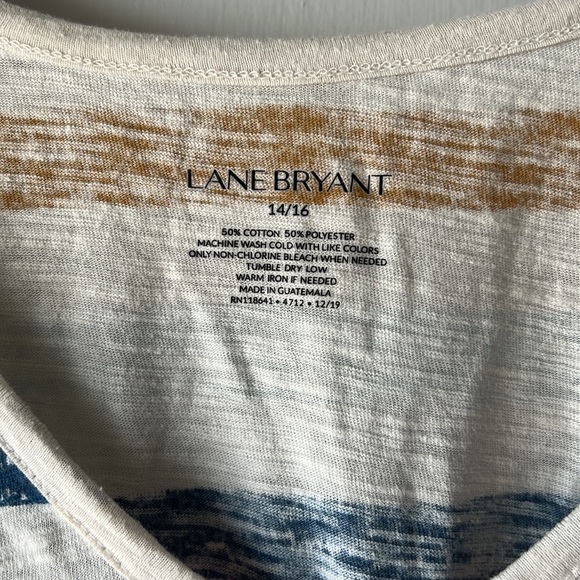 LANE BRYANT
14/16
50% COTTON 50% POLYESTER
MACHINE WASH COLD WITH LIKE COLORS
ONLY NON-CHLORINE BLEACH WHEN NEEDED
TUMBLE DRY LOW
WARM IRON IF NEEDED
MADE IN GUATEMALA
RN118641 • 4712 • 12/19